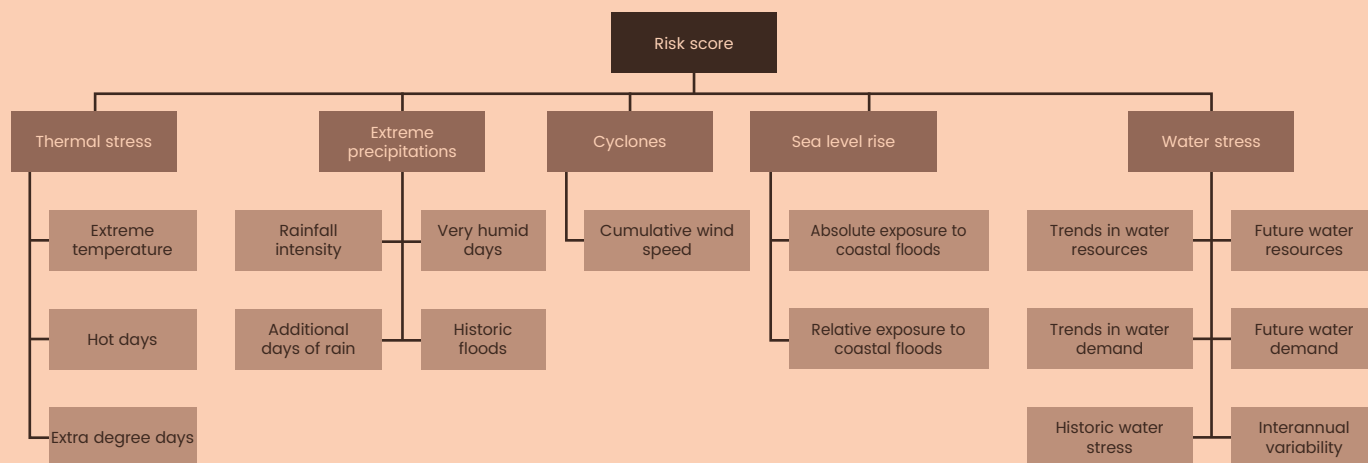 Risk score
Thermal stress
Extreme
precipitations
Cyclones
Sea level rise
Water stress
Extreme
temperature
Rainfall
intensity
Very humid
days
Cumulative wind
speed
Absolute exposure to
coastal floods
Trends in water
resources
Future water
resources
Hot days
Additional
days of rain
Historic
floods
Relative exposure to
coastal floods
Trends in water
demand
Future water
demand
Extra degree days
Historic water
stress
Interannual
variability